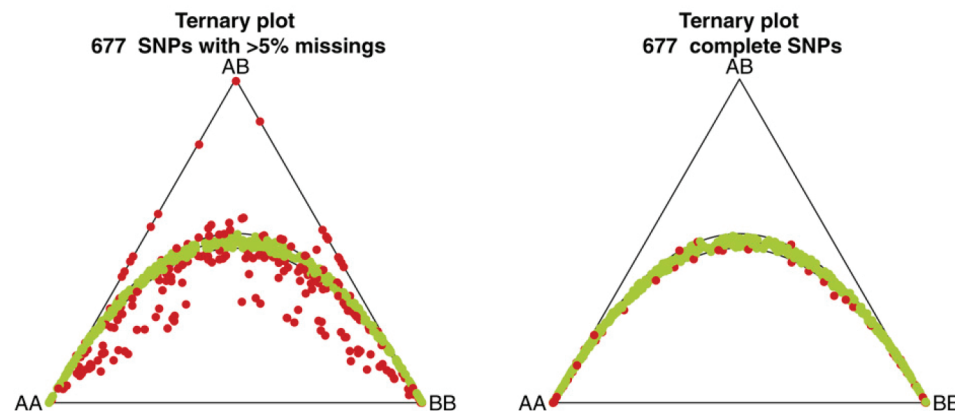 Ternary plot
677 SNPs with >5% missings
AB
AA
BB
Ternary plot
677 complete SNPs
AB
AA
BB